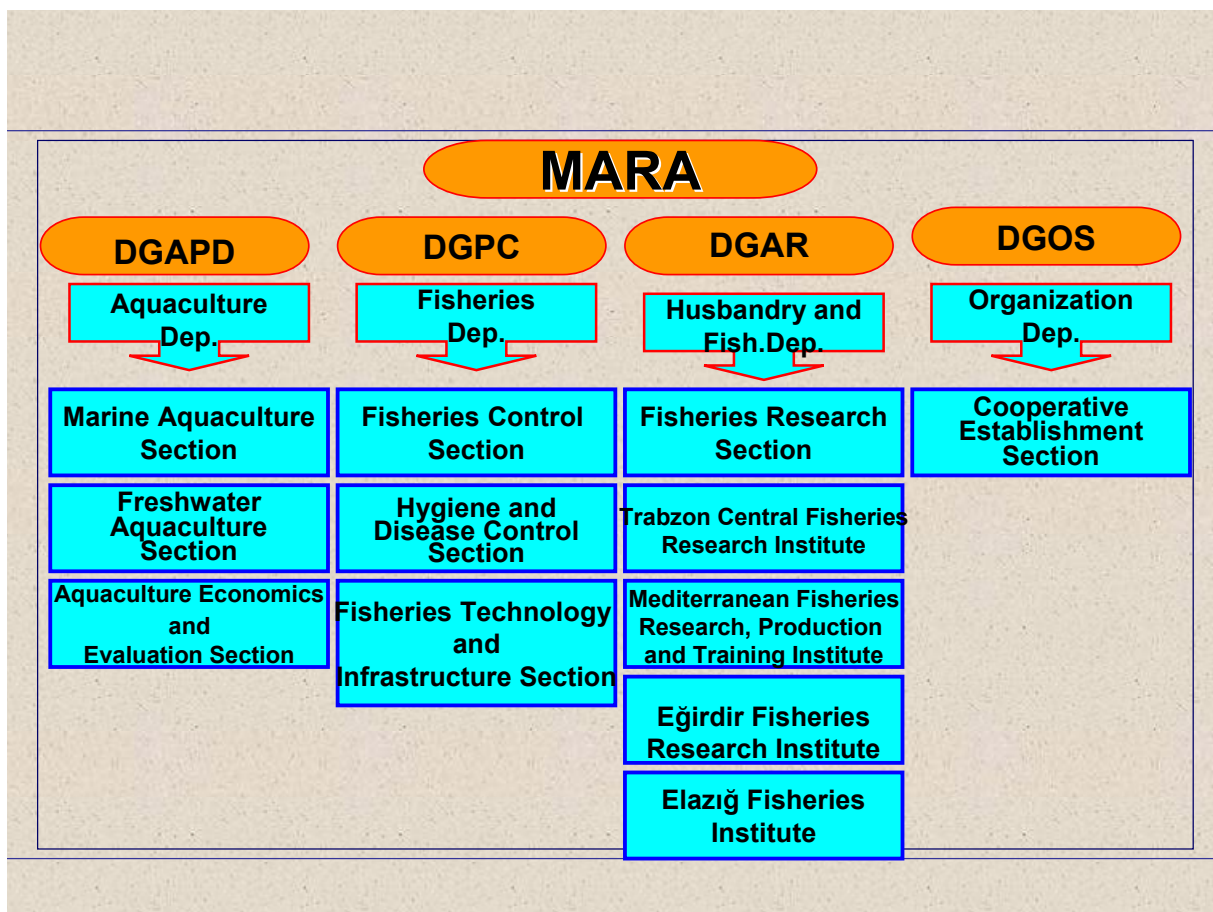 MARA
DGAPD
Aquaculture
Dep.
Marine Aquaculture
Section
Freshwater
Aquaculture
Section
Aquaculture Economics
and
Evaluation Section
DGPC
Fisheries
Dep.
Fisheries Control
Section
Hygiene and
Disease Control
Section
Fisheries Technology
and
Infrastructure Section
DGAR
Husbandry and
Fish.Dep.
Fisheries Research
Section
Trabzon Central Fisheries
Research Institute
Mediterranean Fisheries
Research, Production
and Training Institute
Eğirdir Fisheries
Research Institute
Elazığ Fisheries
Institute
DGOS
Organization
Dep.
Cooperative
Establishment
Section